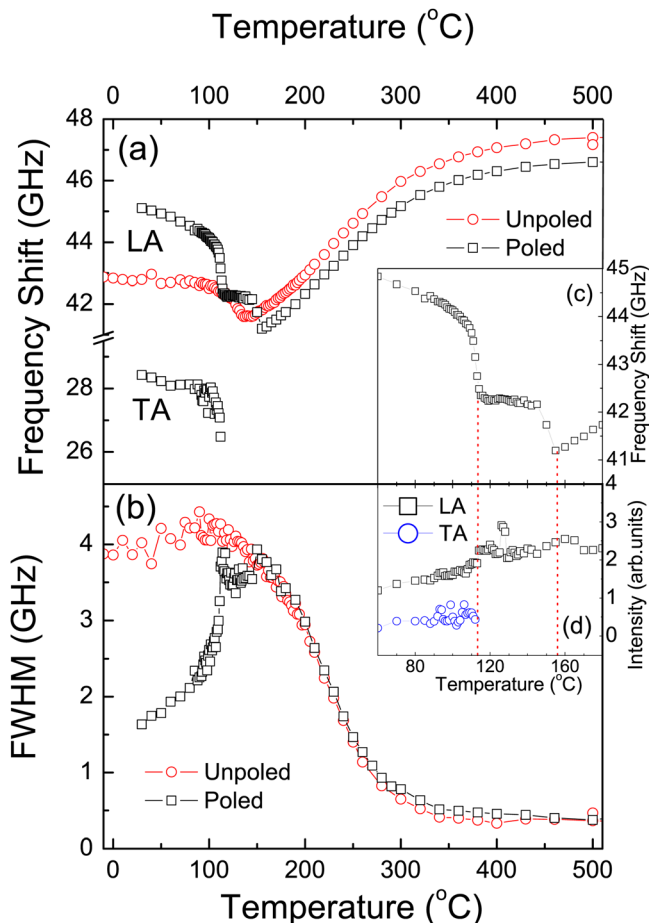 Temperature (°C)
0 100 200 300 400 500
48
46
44
42
28
26
Frequency Shift (GHz)
(a)
LA
TA
Unpoled
Poled
(c)
45
44
43
42
41
Frequency Shift (GHz)
(b)
4
3
2
1
0
FWHM (GHz)
Unpoled
Poled
LA
TA
(d)
4
3
2
1
0
Intensity (arb.units)
80 120 160
Temperature (°C)
0 100 200 300 400 500
Temperature (°C)